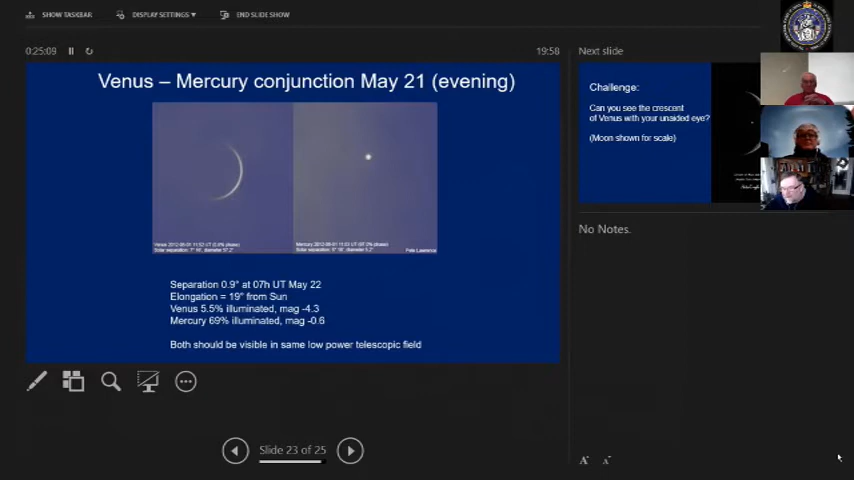 SHOW TASKBAR
DISPLAY SETTINGS ▾
END SLIDE SHOW
0:25:09
19:58
Next slide
Venus – Mercury conjunction May 21 (evening)
Pete Lawrence
Separation 0.9° at 07h UT May 22
Elongation = 19° from Sun
Venus 5.5% illuminated, mag -4.3
Mercury 69% illuminated, mag -0.6
Both should be visible in same low power telescopic field
Challenge:
Can you see the crescent
of Venus with your unaided eye?
(Moon shown for scale)
No Notes.
Slide 23 of 25
A
A